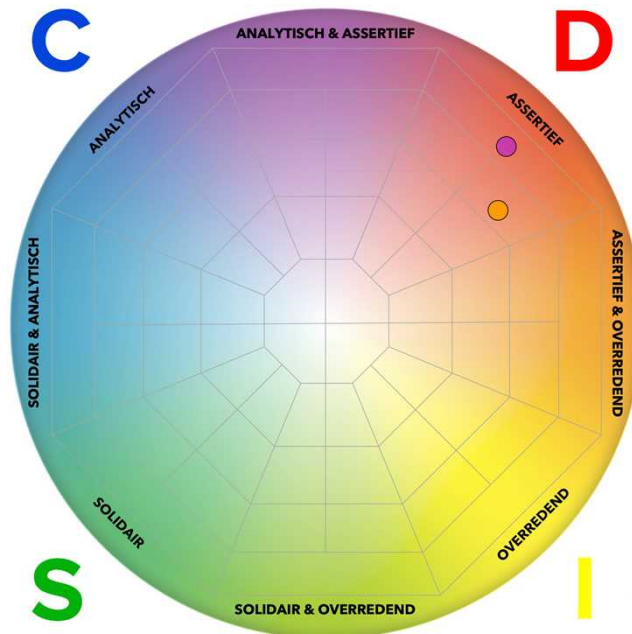 C
ANALYTISCH & ASSERTIEF
D
ANALYTISCH
ASSERTIEF
SOLIDAIR & ANALYTISCH
ASSERTIEF & OVERREDEND
SOLIDAIR
OVERREDEND
S
SOLIDAIR & OVERREDEND
I